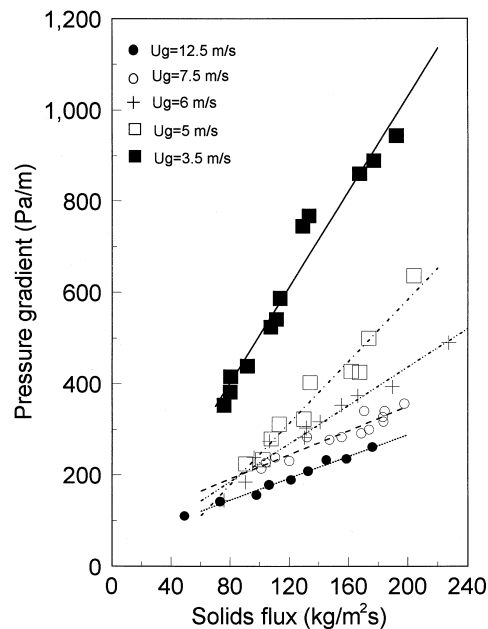 1,200
1,000
800
600
400
200
0
Pressure gradient (Pa/m)
Ug=12.5 m/s
Ug=7.5 m/s
Ug=6 m/s
Ug=5 m/s
Ug=3.5 m/s
0 40 80 120 160 200 240
Solids flux (kg/m²s)